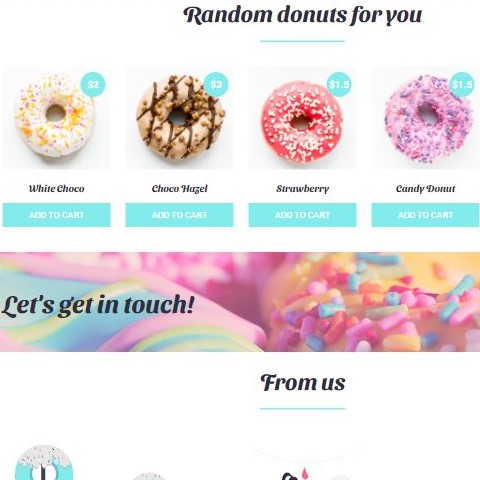 Random donuts for you
$2
$3
$1.5
$1.5
White Choco
Choco Hazel
Strawberry
Candy Donut
ADD TO CART
ADD TO CART
ADD TO CART
ADD TO CART
Let's get in touch!
From us